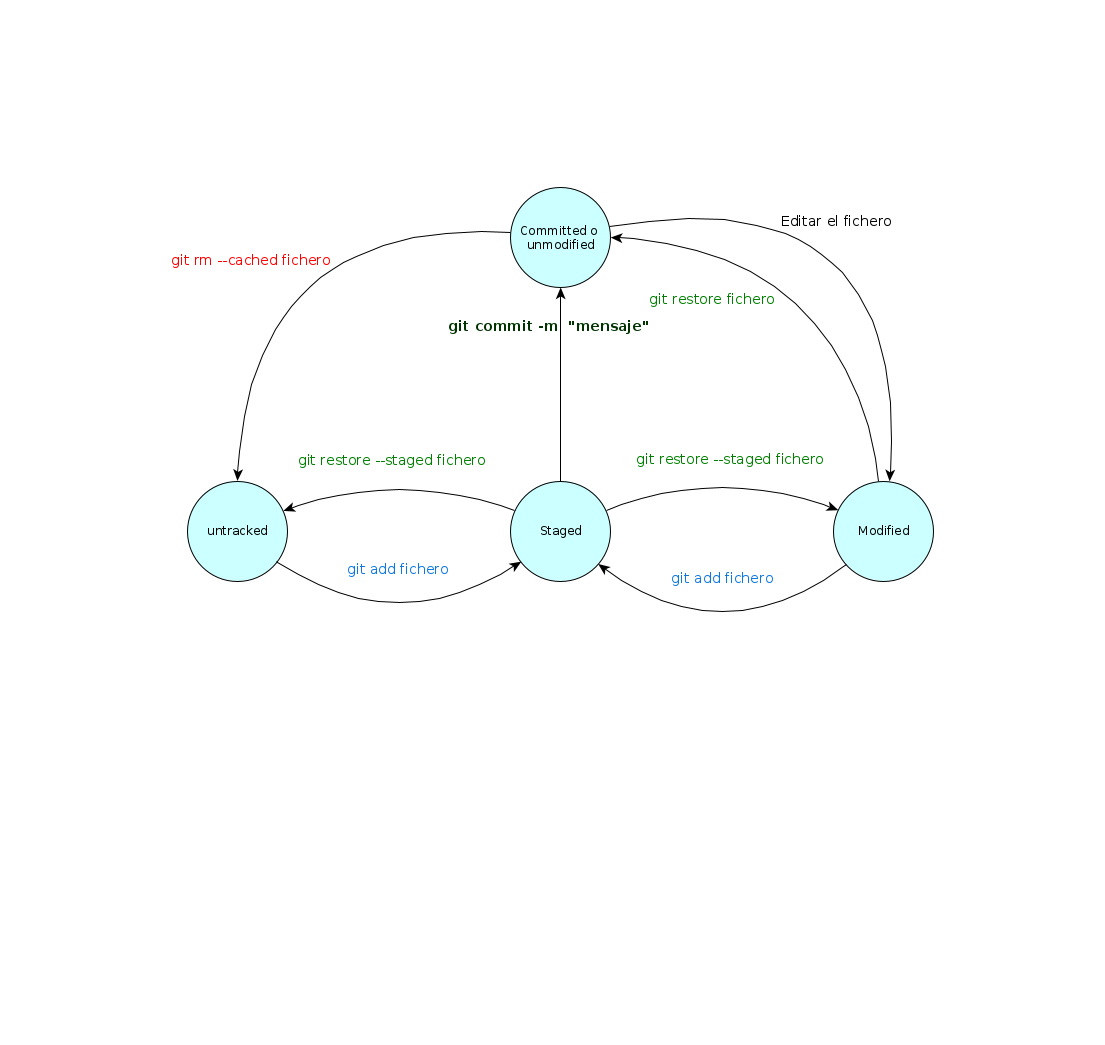 Committed o
unmodified
Editar el fichero
git rm --cached fichero
git restore fichero
git commit -m "mensaje"
git restore --staged fichero
git restore --staged fichero
untracked
Staged
Modified
git add fichero
git add fichero